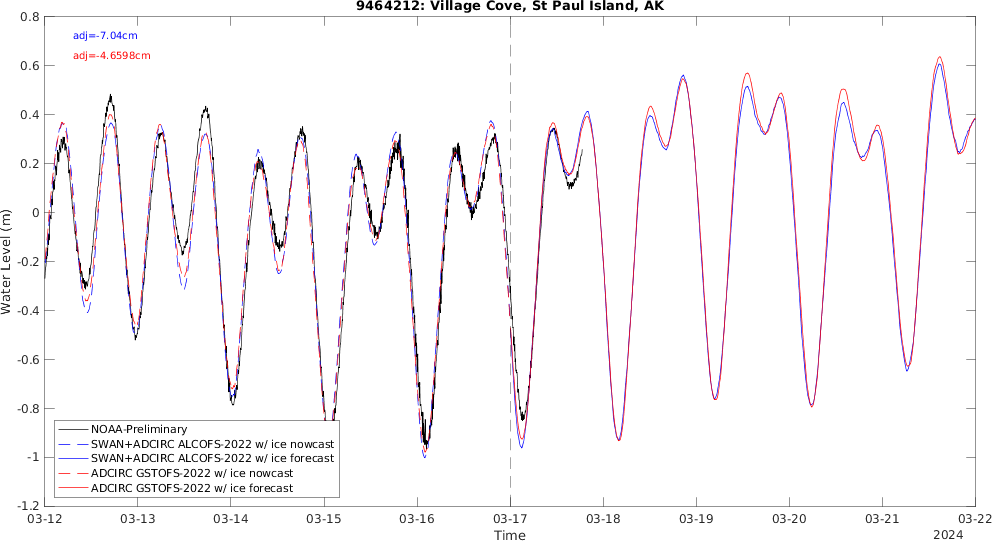 9464212: Village Cove, St Paul Island, AK
adj=-7.04cm
adj=-4.6598cm
Water Level (m)
0.8
0.6
0.4
0.2
0
-0.2
-0.4
-0.6
-0.8
-1
-1.2
NOAA-Preliminary
SWAN+ADCIRC ALCOFS-2022 w/ ice nowcast
SWAN+ADCIRC ALCOFS-2022 w/ ice forecast
ADCIRC GSTOFS-2022 w/ ice nowcast
ADCIRC GSTOFS-2022 w/ ice forecast
03-12 03-13 03-14 03-15 03-16 03-17 03-18 03-19 03-20 03-21 03-22
Time
2024